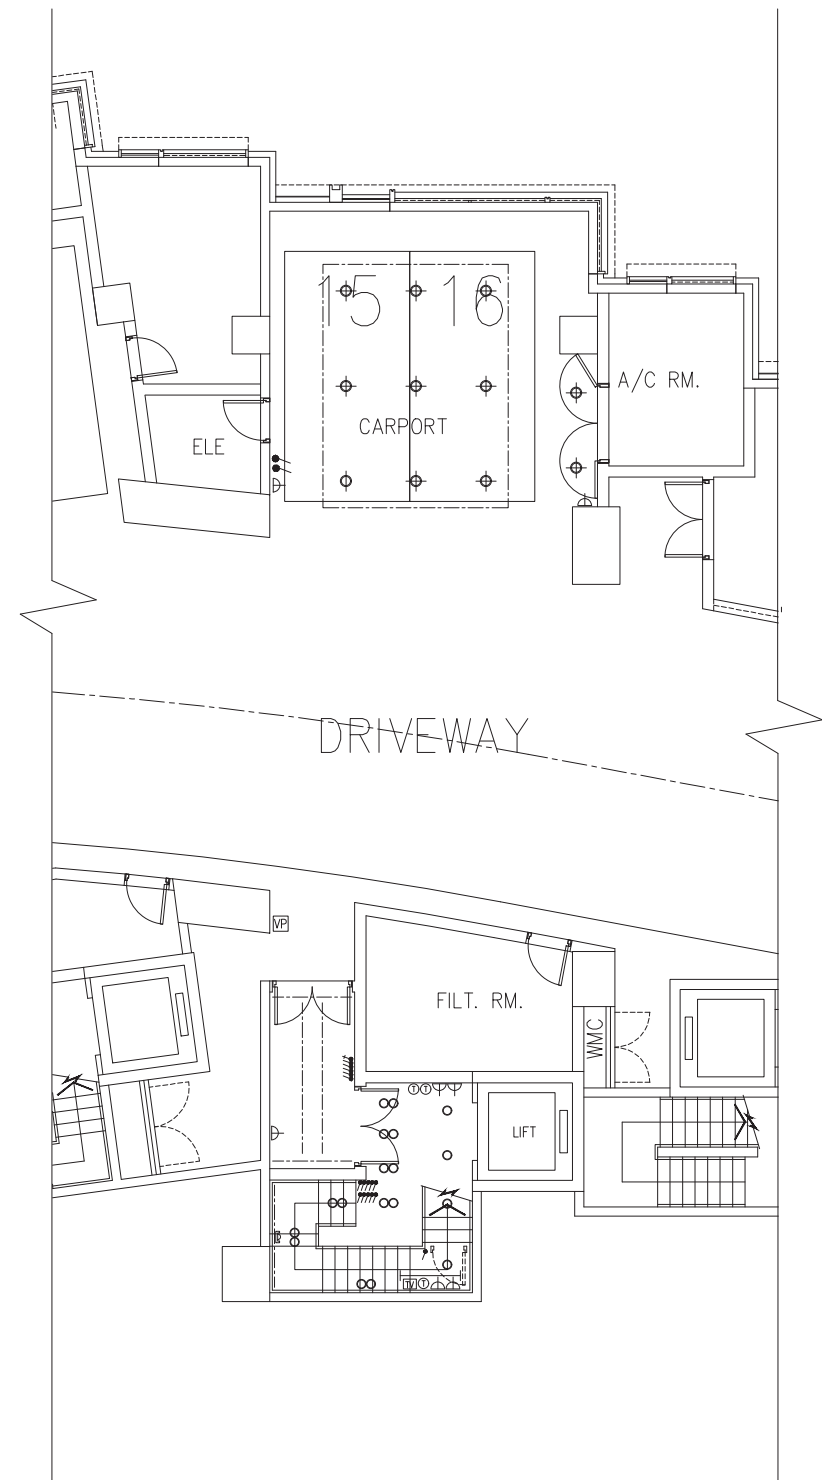 15 16
A/C RM.
CARPORT
ELE
DRIVEWAY
VP
FILT. RM.
WMC
T T
LIFT
TV T